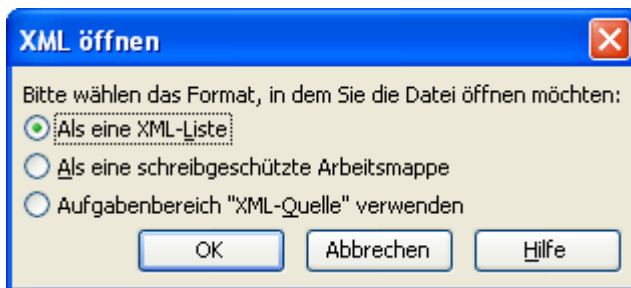 XML öffnen
Bitte wählen das Format, in dem Sie die Datei öffnen möchten:
Als eine XML-Liste
Als eine schreibgeschützte Arbeitsmappe
Aufgabenbereich "XML-Quelle" verwenden
OK Abbrechen Hilfe